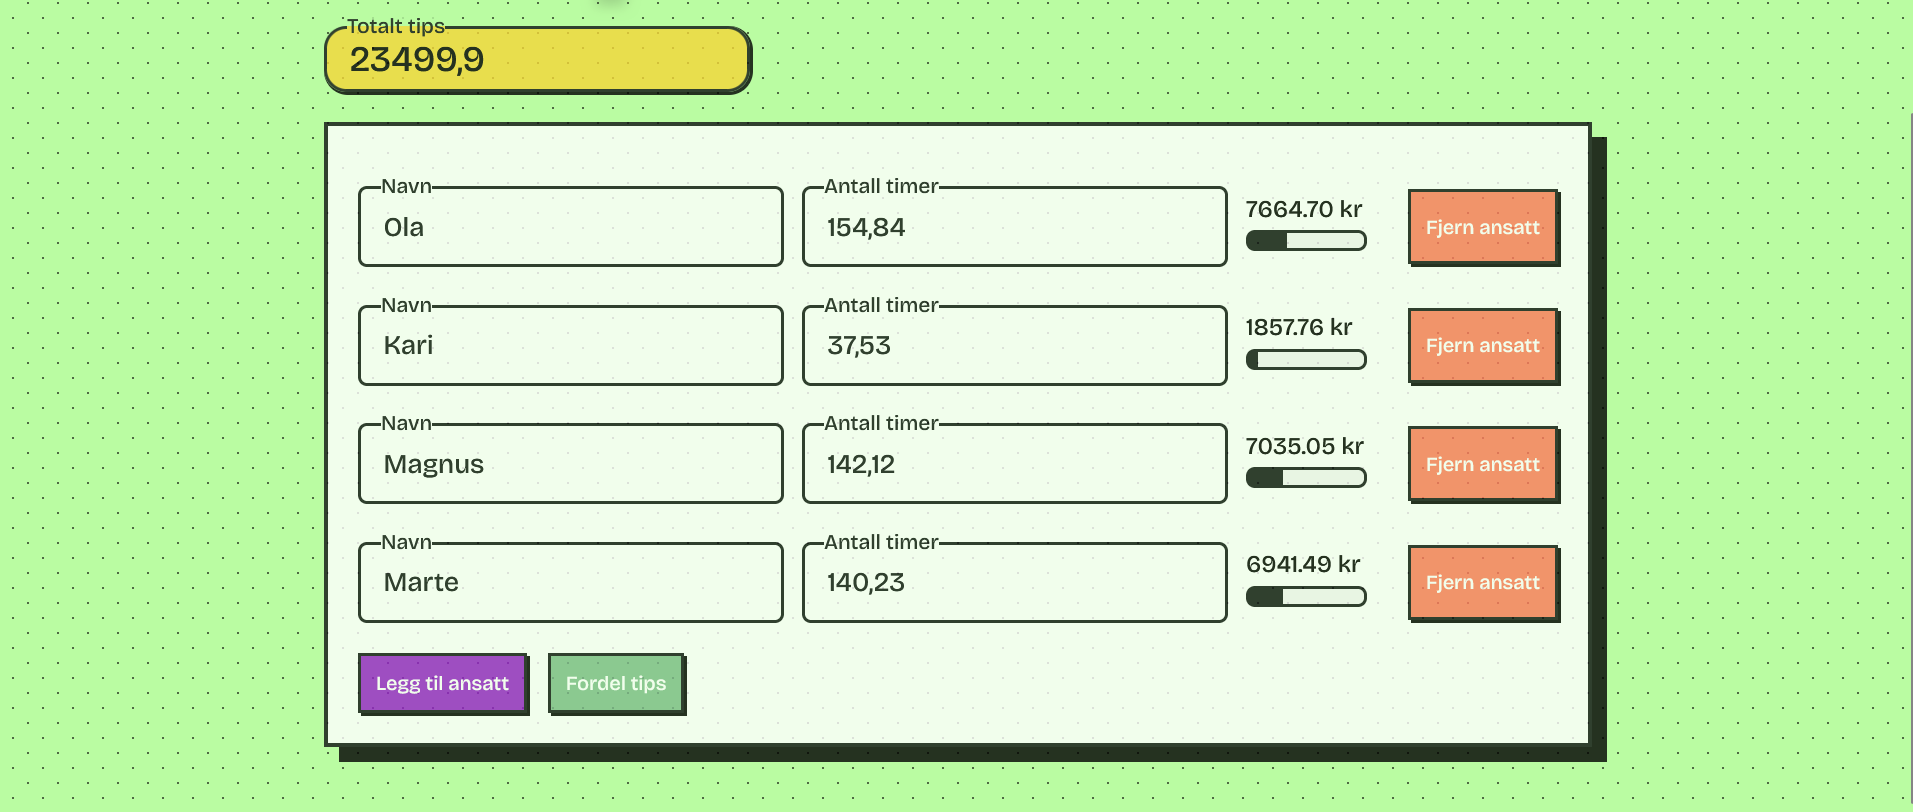 Totalt tips
23499,9
Navn
Ola
Antall timer
154,84
7664.70 kr
Fjern ansatt
Navn
Kari
Antall timer
37,53
1857.76 kr
Fjern ansatt
Navn
Magnus
Antall timer
142,12
7035.05 kr
Fjern ansatt
Navn
Marte
Antall timer
140,23
6941.49 kr
Fjern ansatt
Legg til ansatt
Fordel tips